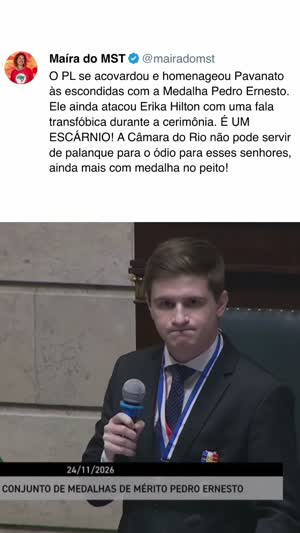 Maíra do MST @mairadomst
O PL se acovardou e homenageou Pavanato
às escondidas com a Medalha Pedro Ernesto.
Ele ainda atacou Erika Hilton com uma fala
transfóbica durante a cerimônia. É UM
ESCÁRNIO! A Câmara do Rio não pode servir
de palanque para o ódio para esses senhores,
ainda mais com medalha no peito!
24/11/2026
CONJUNTO DE MEDALHAS DE MÉRITO PEDRO ERNESTO